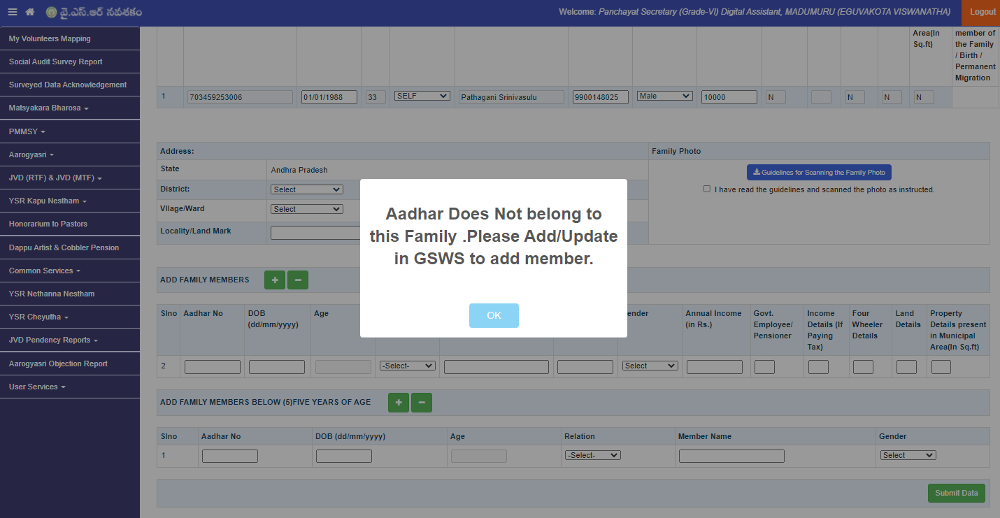 వై.ఎస్.ఆర్ నవశకం
Welcome: Panchayat Secretary (Grade-VI) Digital Assistant, MADUMURU (EGUVAKOTA VISWANATHA)
Logout
My Volunteers Mapping
Social Audit Survey Report
Surveyed Data Acknowledgement
Matsyakara Bharosa
PMMSY
Aarogyasri
JVD (RTF) & JVD (MTF)
YSR Kapu Nestham
Honorarium to Pastors
Dappu Artist & Cobbler Pension
Common Services
YSR Nethanna Nestham
YSR Cheyutha
JVD Pendency Reports
Aarogyasri Objection Report
User Services
Area(In
Sq.ft)
member of
the Family
/ Birth /
Permanent
Migration
1 703459253006 01/01/1988 33 SELF Pathagani Srinivasulu 9900148025 Male 10000 N N N N
Address:
Family Photo
State Andhra Pradesh
Guidelines for Scanning the Family Photo
District: Select
I have read the guidelines and scanned the photo as instructed.
VIlage/Ward Select
Locality/Land Mark
Aadhar Does Not belong to
this Family .Please Add/Update
in GSWS to add member.
OK
ADD FAMILY MEMBERS + −
Slno
Aadhar No
DOB
(dd/mm/yyyy)
Age
ender
Annual Income
(in Rs.)
Govt.
Employee/
Pensioner
Income
Details (If
Paying
Tax)
Four
Wheeler
Details
Land
Details
Property
Details present
in Municipal
Area(In Sq.ft)
2 -Select- Select
ADD FAMILY MEMBERS BELOW (5)FIVE YEARS OF AGE + −
Slno Aadhar No DOB (dd/mm/yyyy) Age Relation Member Name Gender
1 -Select- Select
Submit Data